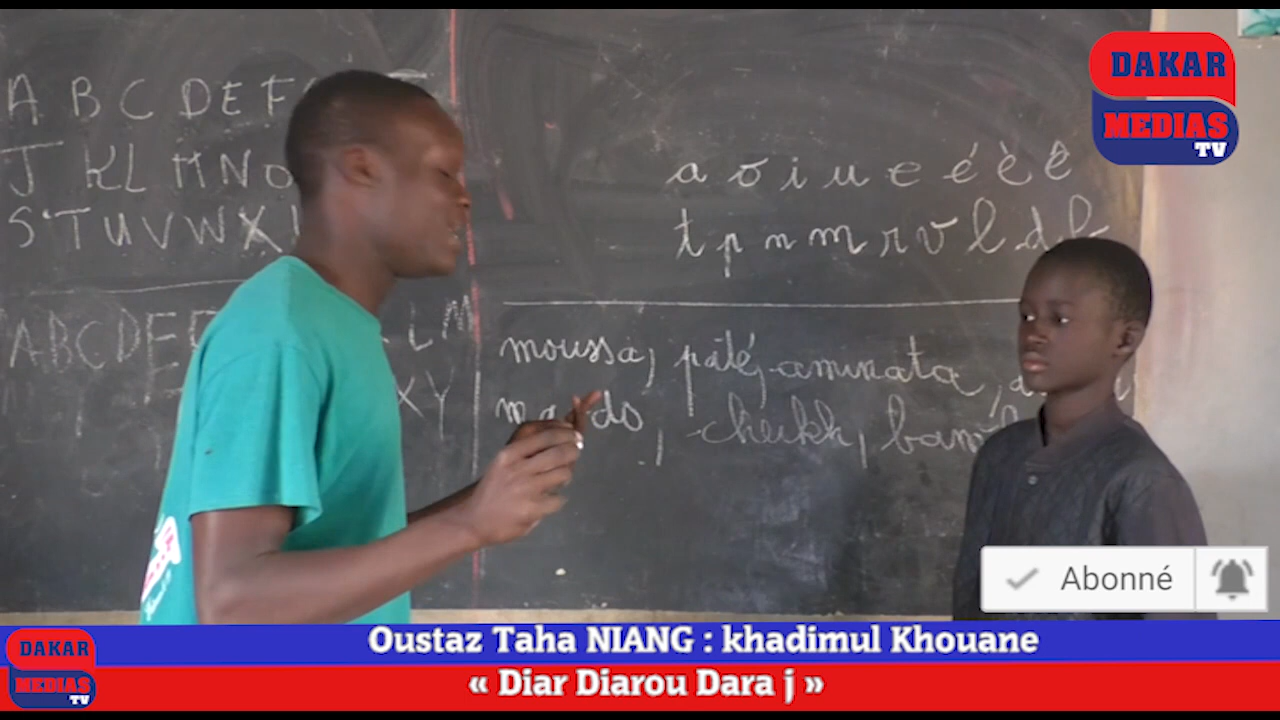 A B C D E F
J K L M N O
S T U V W X
A B C D E F
L M
X Y
a o i u e é è ê
t p n m r v l d b
moussa, paté, aminata,
cheikh,
DAKAR
MEDIAS
TV
Abonné
Oustaz Taha NIANG : khadimul Khouane
« Diar Diarou Dara j »
DAKAR
MEDIAS
TV